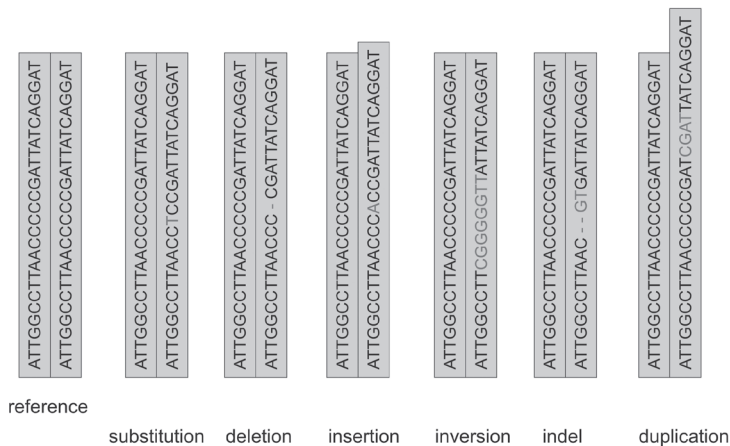 ATTGGCCTTAACCCCCGATTATCAGGAT
ATTGGCCTTAACCCCCGATTATCAGGAT
ATTGGCCTTAACCCCCGATTATCAGGAT
ATTGGCCTTAACCTCCGATTATCAGGAT
ATTGGCCTTAACCCCCGATTATCAGGAT
ATTGGCCTTAACCC - CGATTATCAGGAT
ATTGGCCTTAACCCCCGATTATCAGGAT
ATTGGCCTTAACCCACCGATTATCAGGAT
ATTGGCCTTAACCCCCGATTATCAGGAT
ATTGGCCTTCGGGGGTTATTATCAGGAT
ATTGGCCTTAACCCCCGATTATCAGGAT
ATTGGCCTTAAC - - GTGATTATCAGGAT
ATTGGCCTTAACCCCCGATTATCAGGAT
ATTGGCCTTAACCCCCGATCGATTATCAGGAT
reference
substitution deletion insertion inversion indel duplication